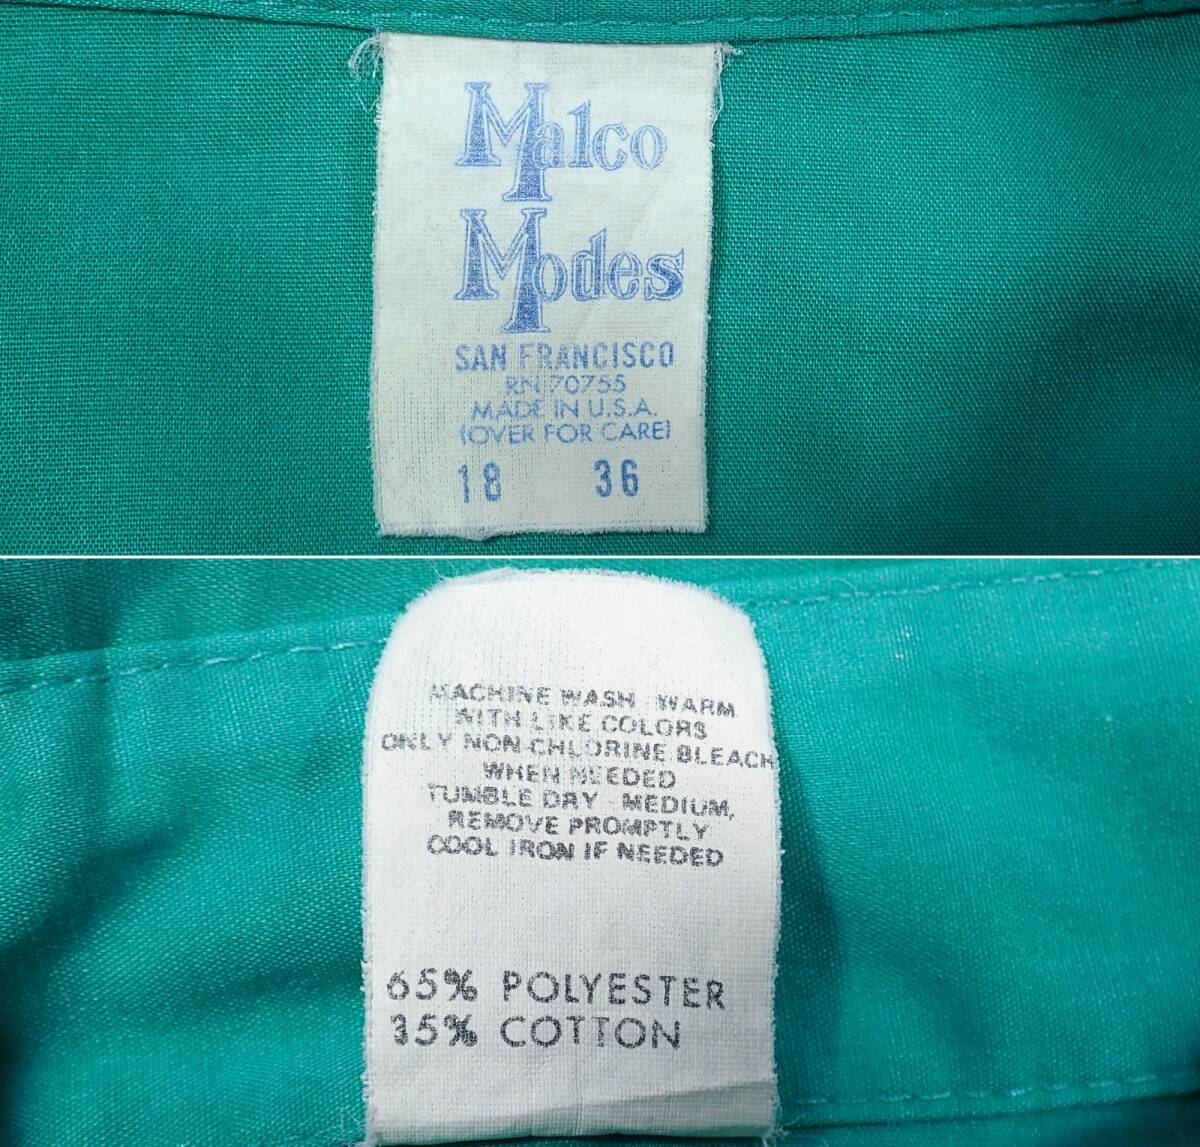 Malco
Modes
SAN FRANCISCO
RN 70755
MADE IN U.S.A.
(OVER FOR CARE)
18 36
MACHINE WASH - WARM
WITH LIKE COLORS
ONLY NON-CHLORINE BLEACH
WHEN NEEDED
TUMBLE DRY - MEDIUM,
REMOVE PROMPTLY
COOL IRON IF NEEDED
65% POLYESTER
35% COTTON